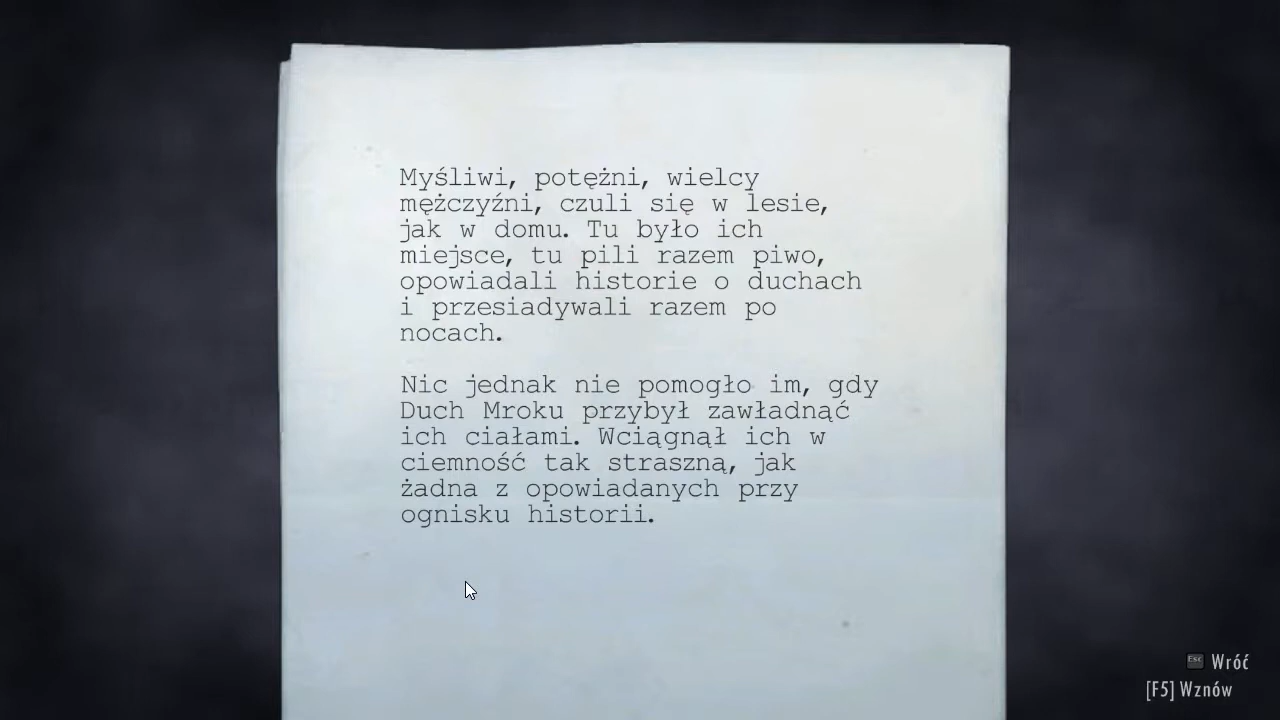 Myśliwi, potężni, wielcy
mężczyźni, czuli się w lesie,
jak w domu. Tu było ich
miejsce, tu pili razem piwo,
opowiadali historie o duchach
i przesiadywali razem po
nocach.
Nic jednak nie pomogło im, gdy
Duch Mroku przybył zawładnąć
ich ciałami. Wciągnął ich w
ciemność tak straszną, jak
żadna z opowiadanych przy
ognisku historii.
Esc Wróć
[F5] Wznów